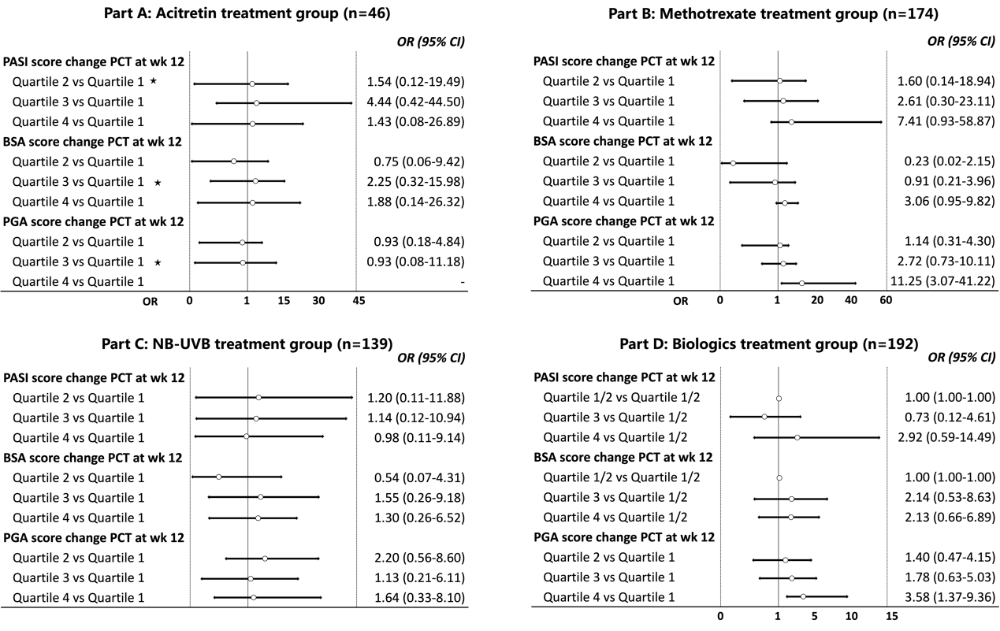 Part A: Acitretin treatment group (n=46)
OR (95% CI)
PASI score change PCT at wk 12
Quartile 2 vs Quartile 1 ★ 1.54 (0.12-19.49)
Quartile 3 vs Quartile 1 4.44 (0.42-44.50)
Quartile 4 vs Quartile 1 1.43 (0.08-26.89)
BSA score change PCT at wk 12
Quartile 2 vs Quartile 1 0.75 (0.06-9.42)
Quartile 3 vs Quartile 1 ★ 2.25 (0.32-15.98)
Quartile 4 vs Quartile 1 1.88 (0.14-26.32)
PGA score change PCT at wk 12
Quartile 2 vs Quartile 1 0.93 (0.18-4.84)
Quartile 3 vs Quartile 1 ★ 0.93 (0.08-11.18)
Quartile 4 vs Quartile 1 -
OR 0 1 15 30 45
Part B: Methotrexate treatment group (n=174)
OR (95% CI)
PASI score change PCT at wk 12
Quartile 2 vs Quartile 1 1.60 (0.14-18.94)
Quartile 3 vs Quartile 1 2.61 (0.30-23.11)
Quartile 4 vs Quartile 1 7.41 (0.93-58.87)
BSA score change PCT at wk 12
Quartile 2 vs Quartile 1 0.23 (0.02-2.15)
Quartile 3 vs Quartile 1 0.91 (0.21-3.96)
Quartile 4 vs Quartile 1 3.06 (0.95-9.82)
PGA score change PCT at wk 12
Quartile 2 vs Quartile 1 1.14 (0.31-4.30)
Quartile 3 vs Quartile 1 2.72 (0.73-10.11)
Quartile 4 vs Quartile 1 11.25 (3.07-41.22)
OR 0 1 20 40 60
Part C: NB-UVB treatment group (n=139)
OR (95% CI)
PASI score change PCT at wk 12
Quartile 2 vs Quartile 1 1.20 (0.11-11.88)
Quartile 3 vs Quartile 1 1.14 (0.12-10.94)
Quartile 4 vs Quartile 1 0.98 (0.11-9.14)
BSA score change PCT at wk 12
Quartile 2 vs Quartile 1 0.54 (0.07-4.31)
Quartile 3 vs Quartile 1 1.55 (0.26-9.18)
Quartile 4 vs Quartile 1 1.30 (0.26-6.52)
PGA score change PCT at wk 12
Quartile 2 vs Quartile 1 2.20 (0.56-8.60)
Quartile 3 vs Quartile 1 1.13 (0.21-6.11)
Quartile 4 vs Quartile 1 1.64 (0.33-8.10)
Part D: Biologics treatment group (n=192)
OR (95% CI)
PASI score change PCT at wk 12
Quartile 1/2 vs Quartile 1/2 1.00 (1.00-1.00)
Quartile 3 vs Quartile 1/2 0.73 (0.12-4.61)
Quartile 4 vs Quartile 1/2 2.92 (0.59-14.49)
BSA score change PCT at wk 12
Quartile 1/2 vs Quartile 1/2 1.00 (1.00-1.00)
Quartile 3 vs Quartile 1/2 2.14 (0.53-8.63)
Quartile 4 vs Quartile 1/2 2.13 (0.66-6.89)
PGA score change PCT at wk 12
Quartile 2 vs Quartile 1 1.40 (0.47-4.15)
Quartile 3 vs Quartile 1 1.78 (0.63-5.03)
Quartile 4 vs Quartile 1 3.58 (1.37-9.36)
0 1 5 10 15